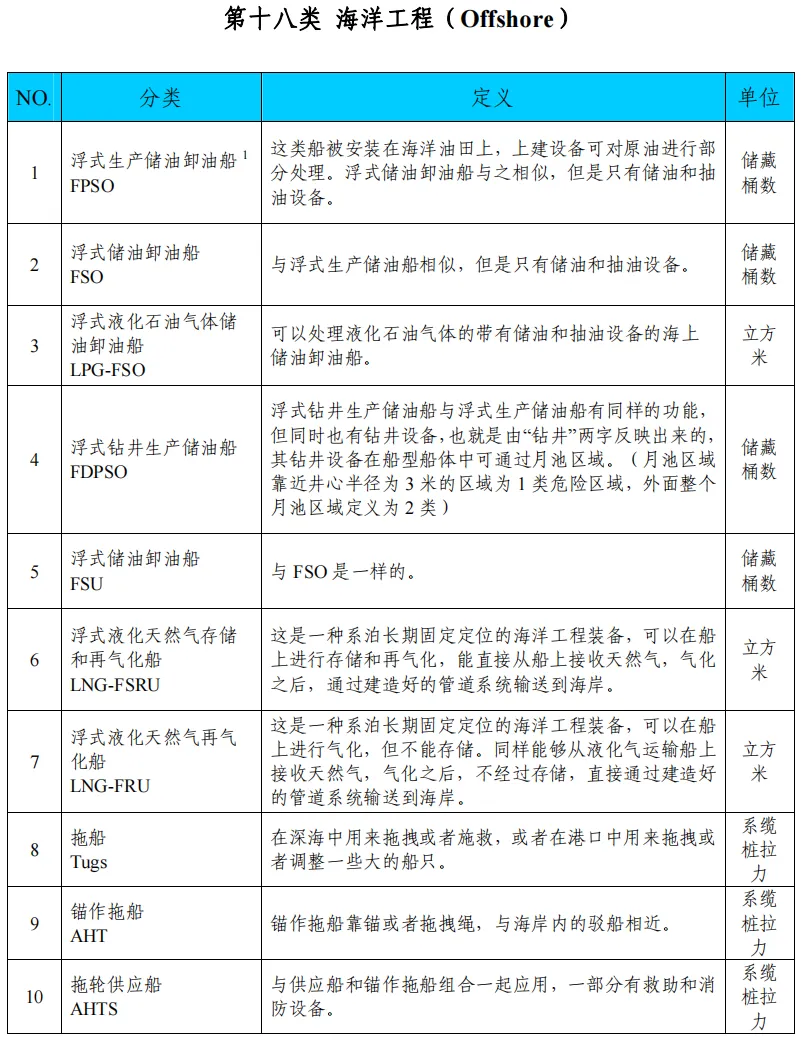 第十八类 海洋工程（Offshore）
NO.
分类
定义
单位
1
浮式生产储油卸油船1
FPSO
这类船被安装在海洋油田上，上建设备可对原油进行部
分处理。浮式储油卸油船与之相似，但是只有储油和抽
油设备。
储藏
桶数
2
浮式储油卸油船
FSO
与浮式生产储油船相似，但是只有储油和抽油设备。
储藏
桶数
3
浮式液化石油气体储
油卸油船
LPG-FSO
可以处理液化石油气体的带有储油和抽油设备的海上
储油卸油船。
立方
米
4
浮式钻井生产储油船
FDPSO
浮式钻井生产储油船与浮式生产储油船有同样的功能，
但同时也有钻井设备，也就是由“钻井”两字反映出来的，
其钻井设备在船型船体中可通过月池区域。（月池区域
靠近井心半径为 3 米的区域为 1 类危险区域，外面整个
月池区域定义为 2 类）
储藏
桶数
5
浮式储油卸油船
FSU
与 FSO 是一样的。
储藏
桶数
6
浮式液化天然气存储
和再气化船
LNG-FSRU
这是一种系泊长期固定定位的海洋工程装备，可以在船
上进行存储和再气化，能直接从船上接收天然气，气化
之后，通过建造好的管道系统输送到海岸。
立方
米
7
浮式液化天然气再气
化船
LNG-FRU
这是一种系泊长期固定定位的海洋工程装备，可以在船
上进行气化，但不能存储。同样能够从液化气运输船上
接收天然气，气化之后，不经过存储，直接通过建造好
的管道系统输送到海岸。
立方
米
8
拖船
Tugs
在深海中用来拖拽或者施救，或者在港口中用来拖拽或
者调整一些大的船只。
系缆
桩拉
力
9
锚作拖船
AHT
锚作拖船靠锚或者拖拽绳，与海岸内的驳船相近。
系缆
桩拉
力
10
拖轮供应船
AHTS
与供应船和锚作拖船组合一起应用，一部分有救助和消
防设备。
系缆
桩拉
力